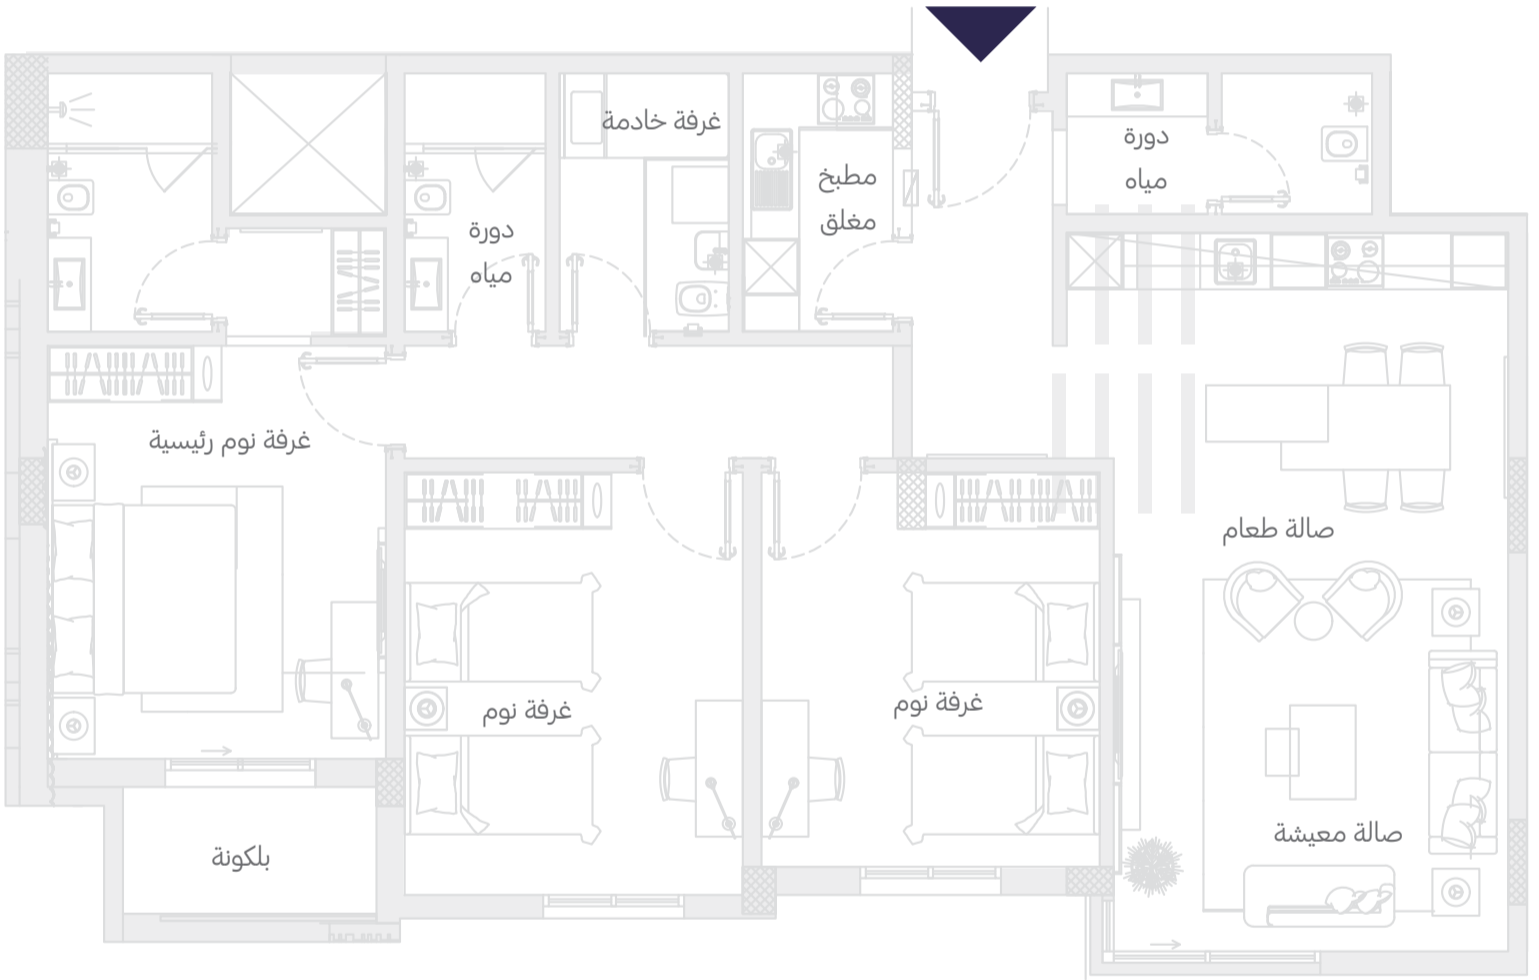 غرفة خادمة
دورة
مياه
مطبخ
مغلق
دورة
مياه
غرفة نوم رئيسية
صالة طعام
غرفة نوم
غرفة نوم
صالة معيشة
بلكونة